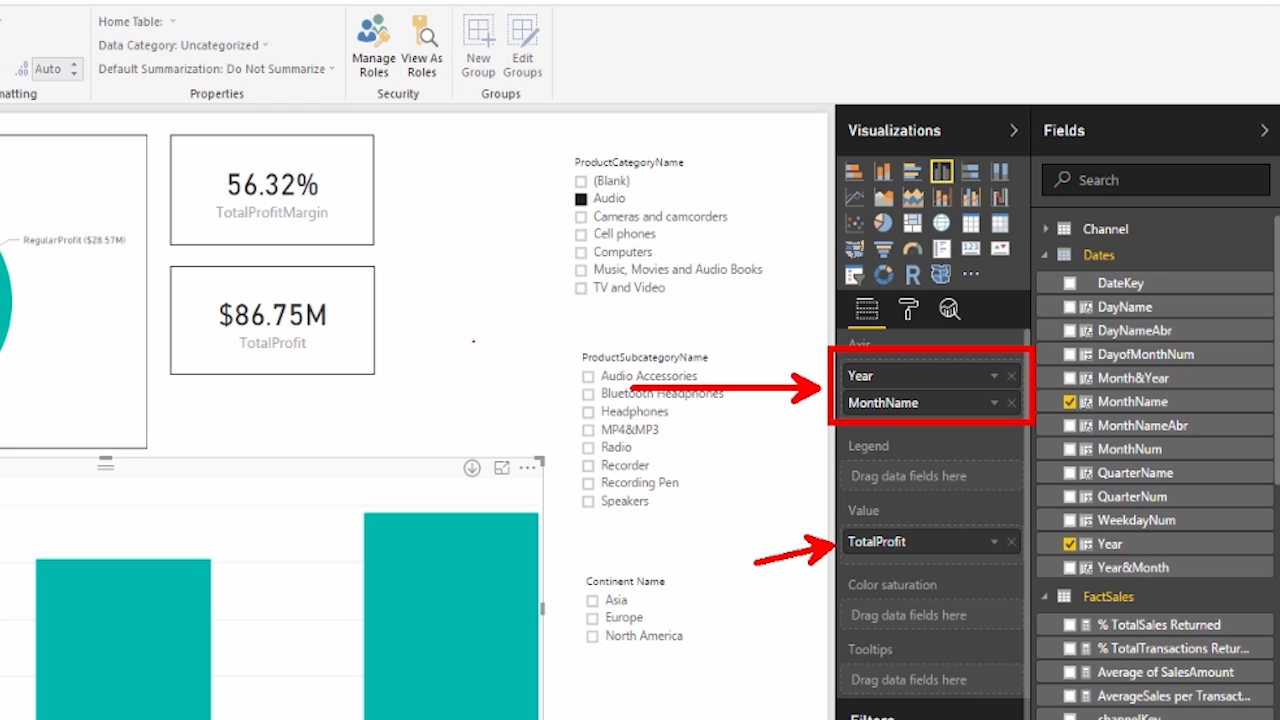 Home Table:
Data Category: Uncategorized
Default Summarization: Do Not Summarize
Auto
matting
Properties
Manage Roles
View As Roles
Security
New Group
Edit Groups
Groups
RegularProfit ($28.57M)
56.32%
TotalProfitMargin
$86.75M
TotalProfit
ProductCategoryName
(Blank)
Audio
Cameras and camcorders
Cell phones
Computers
Music, Movies and Audio Books
TV and Video
ProductSubcategoryName
Audio Accessories
Bluetooth Headphones
Headphones
MP4&MP3
Radio
Recorder
Recording Pen
Speakers
Continent Name
Asia
Europe
North America
Visualizations
R
123
Axis
Year
MonthName
Legend
Drag data fields here
Value
TotalProfit
Color saturation
Drag data fields here
Tooltips
Drag data fields here
Filters
Fields
Search
Channel
Dates
DateKey
DayName
DayNameAbr
DayofMonthNum
Month&Year
MonthName
MonthNameAbr
MonthNum
QuarterName
QuarterNum
WeekdayNum
Year
Year&Month
FactSales
% TotalSales Returned
% TotalTransactions Retur...
Average of SalesAmount
AverageSales per Transact...
channelKey